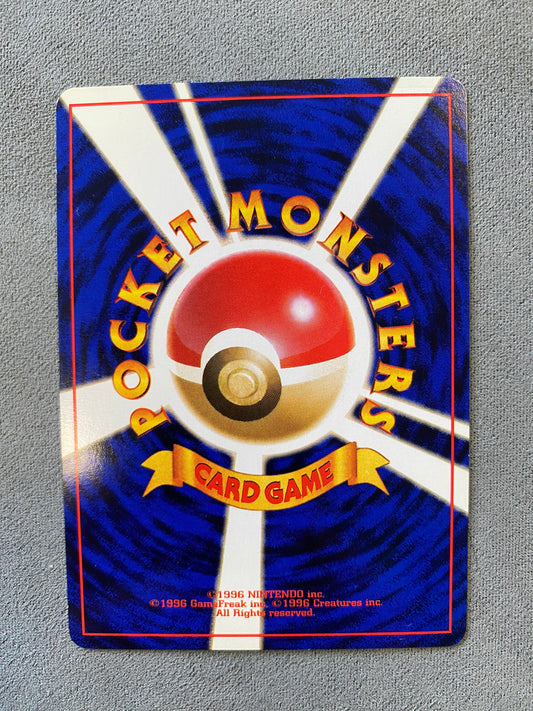 POCKET MONSTERS
CARD GAME
©1996 NINTENDO inc.
©1996 GameFreak inc. ©1996 Creatures inc.
All Rights reserved.